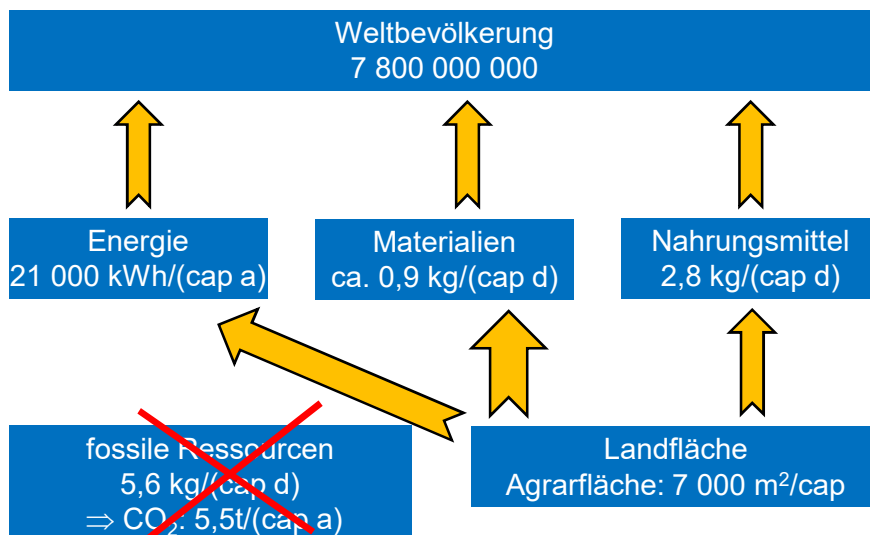 Weltbevölkerung
7 800 000 000
Energie
21 000 kWh/(cap a)
Materialien
ca. 0,9 kg/(cap d)
Nahrungsmittel
2,8 kg/(cap d)
fossile Ressourcen
5,6 kg/(cap d)
⇒ CO₂: 5,5t/(cap a)
Landfläche
Agrarfläche: 7 000 m²/cap